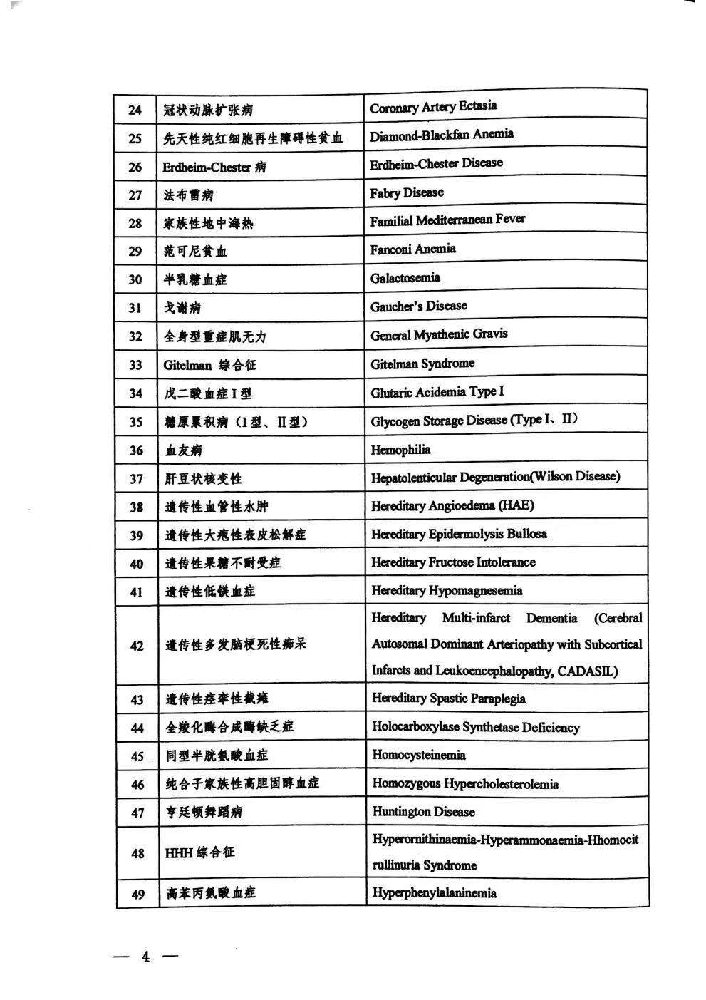 24 冠状动脉扩张病 Coronary Artery Ectasia
25 先天性纯红细胞再生障碍性贫血 Diamond-Blackfan Anemia
26 Erdheim-Chester 病 Erdheim-Chester Disease
27 法布雷病 Fabry Disease
28 家族性地中海热 Familial Mediterranean Fever
29 范可尼贫血 Fanconi Anemia
30 半乳糖血症 Galactosemia
31 戈谢病 Gaucher's Disease
32 全身型重症肌无力 General Myathenic Gravis
33 Gitelman 综合征 Gitelman Syndrome
34 戊二酸血症 I 型 Glutaric Acidemia Type I
35 糖原累积病（I 型、II 型） Glycogen Storage Disease (Type I、II）
36 血友病 Hemophilia
37 肝豆状核变性 Hepatolenticular Degeneration(Wilson Disease)
38 遗传性血管性水肿 Hereditary Angioedema (HAE)
39 遗传性大疱性表皮松解症 Hereditary Epidermolysis Bullosa
40 遗传性果糖不耐受症 Hereditary Fructose Intolerance
41 遗传性低镁血症 Hereditary Hypomagnesemia
42 遗传性多发脑梗死性痴呆 Hereditary Multi-infarct Dementia (Cerebral
Autosomal Dominant Arteriopathy with Subcortical
Infarcts and Leukoencephalopathy, CADASIL)
43 遗传性痉挛性截瘫 Hereditary Spastic Paraplegia
44 全羧化酶合成酶缺乏症 Holocarboxylase Synthetase Deficiency
45 同型半胱氨酸血症 Homocysteinemia
46 纯合子家族性高胆固醇血症 Homozygous Hypercholesterolemia
47 亨廷顿舞蹈病 Huntington Disease
48 HHH 综合征 Hyperornithinaemia-Hyperammonaemia-Hhomocit
rullinuria Syndrome
49 高苯丙氨酸血症 Hyperphenylalaninemia
— 4 —